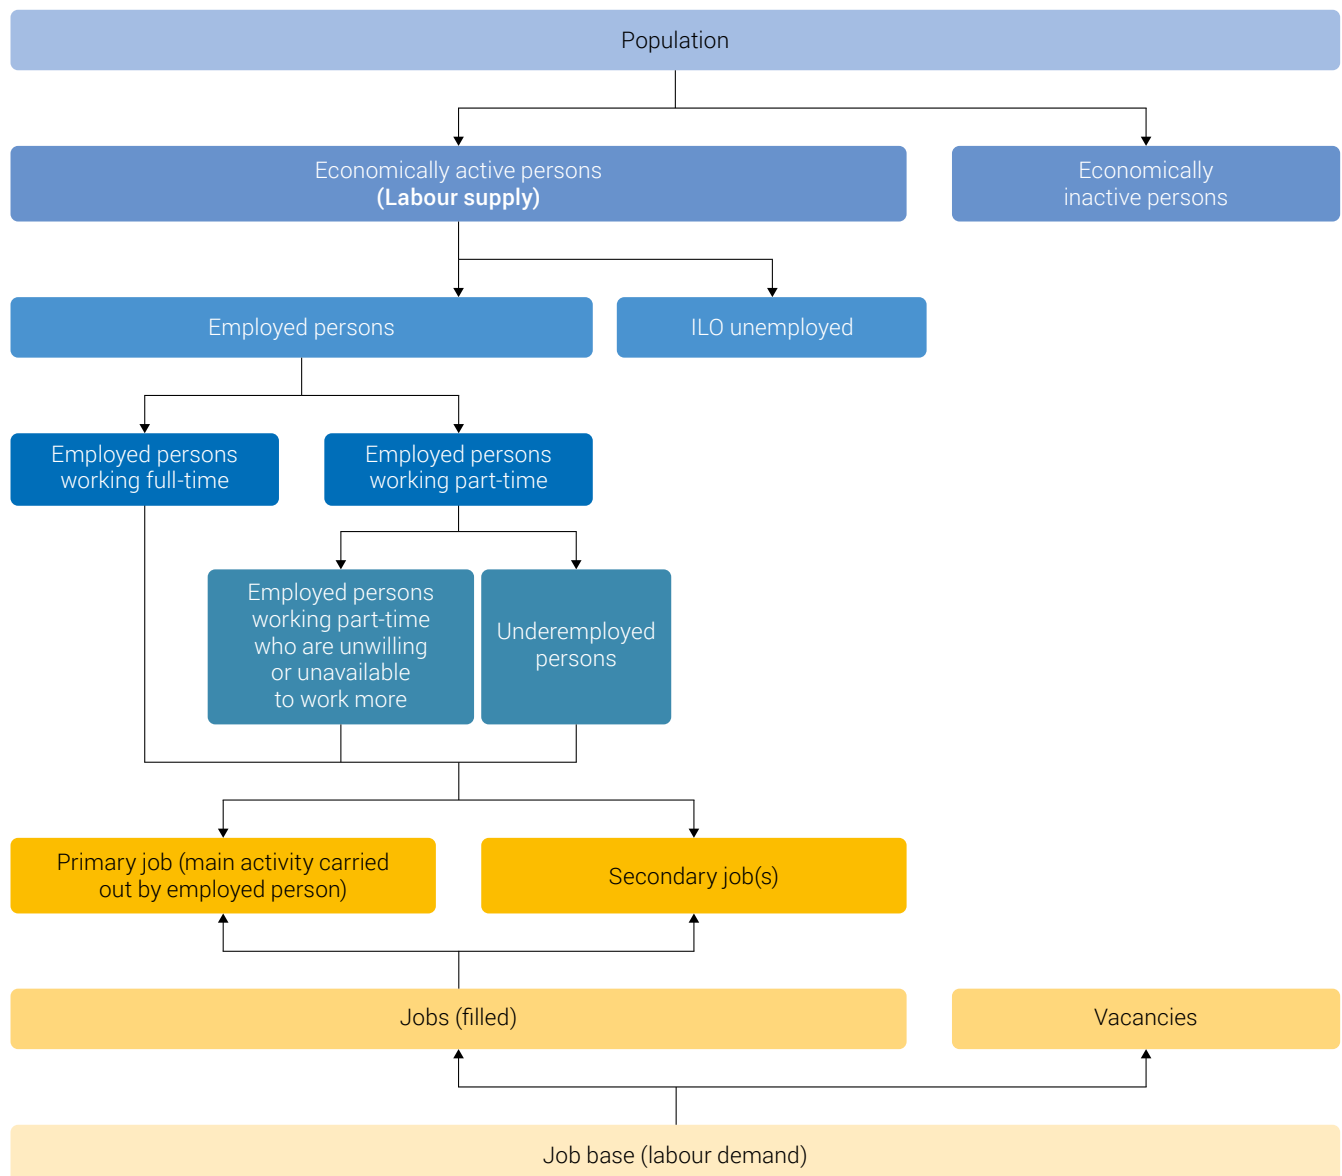 Population
Economically active persons
(Labour supply)
Economically
inactive persons
Employed persons
ILO unemployed
Employed persons
working full-time
Employed persons
working part-time
Employed persons
working part-time
who are unwilling
or unavailable
to work more
Underemployed
persons
Primary job (main activity carried
out by employed person)
Secondary job(s)
Jobs (filled)
Vacancies
Job base (labour demand)